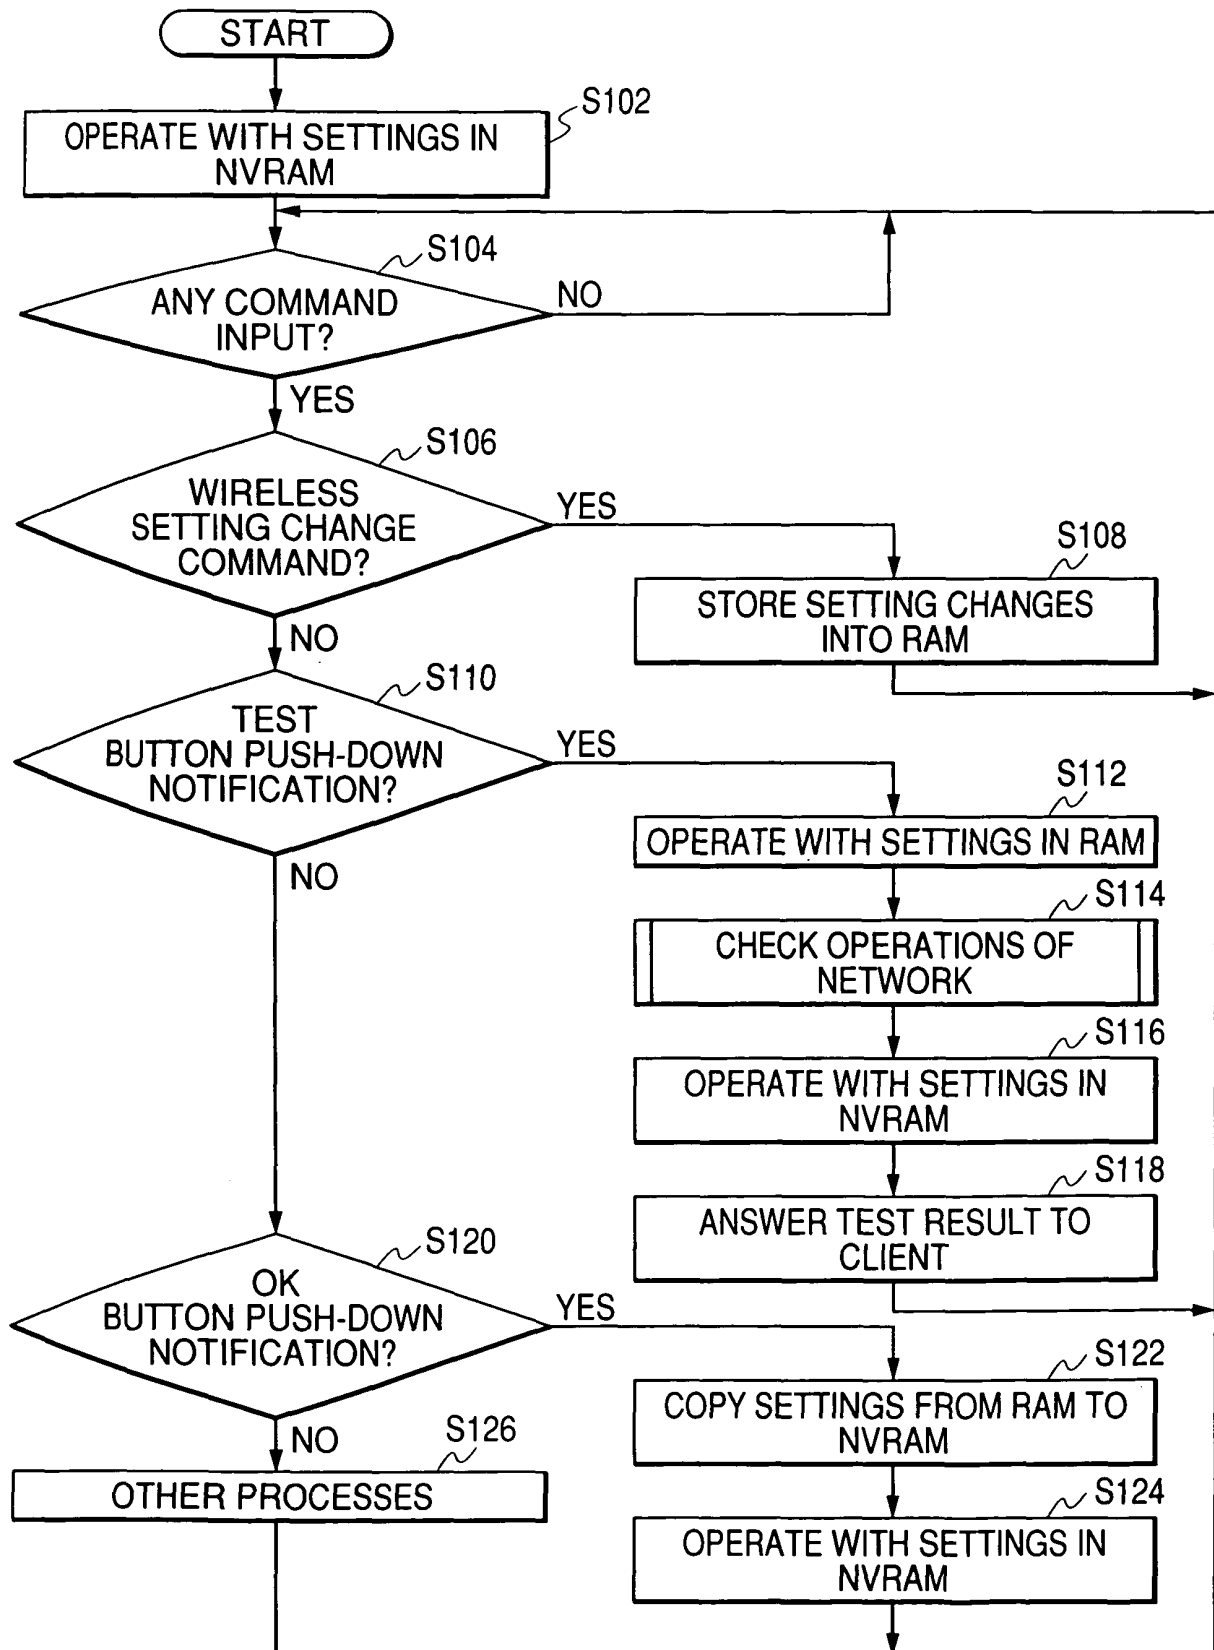 START
S102
OPERATE WITH SETTINGS IN
NVRAM
S104
ANY COMMAND
INPUT?
NO
YES
S106
WIRELESS
SETTING CHANGE
COMMAND?
YES
NO
S108
STORE SETTING CHANGES
INTO RAM
S110
TEST
BUTTON PUSH-DOWN
NOTIFICATION?
YES
NO
S112
OPERATE WITH SETTINGS IN RAM
S114
CHECK OPERATIONS OF
NETWORK
S116
OPERATE WITH SETTINGS IN
NVRAM
S118
ANSWER TEST RESULT TO
CLIENT
S120
OK
BUTTON PUSH-DOWN
NOTIFICATION?
YES
NO
S122
COPY SETTINGS FROM RAM TO
NVRAM
S124
OPERATE WITH SETTINGS IN
NVRAM
S126
OTHER PROCESSES